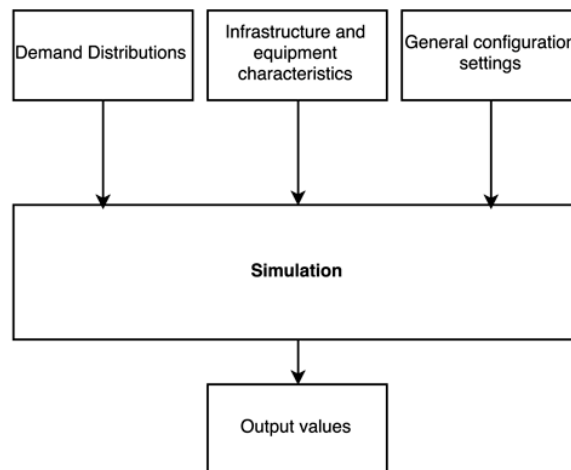 Demand Distributions
Infrastructure and
equipment
characteristics
General configuration
settings
Simulation
Output values